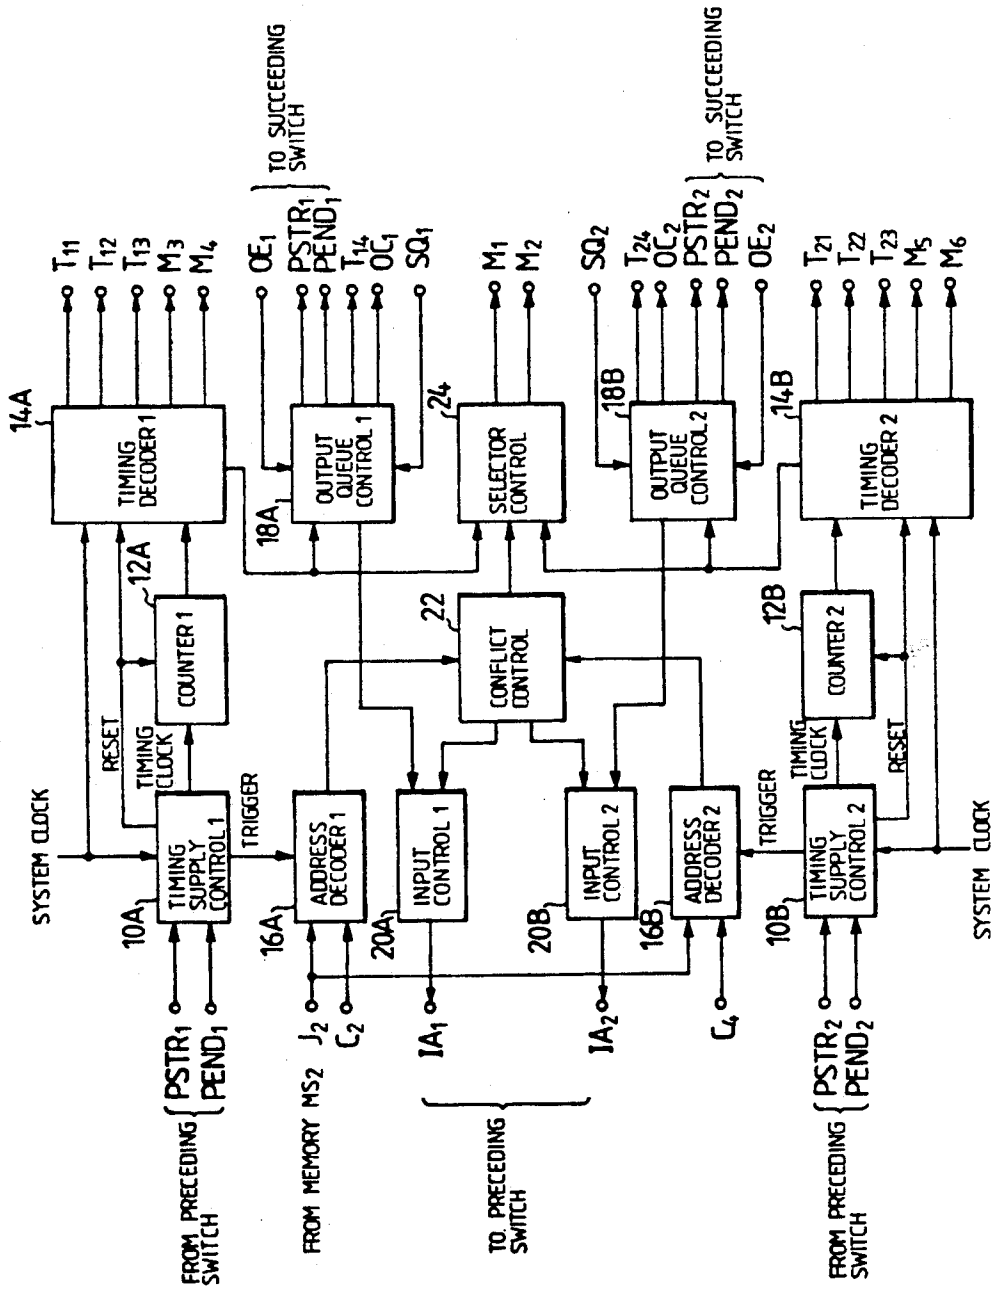 SYSTEM CLOCK
14A
TIMING
DECODER 1
T11
T12
T13
M3
M4
RESET
12A
COUNTER 1
TIMING
CLOCK
FROM PRECEDING
SWITCH
PSTR1
PEND1
10A
TIMING
SUPPLY
CONTROL 1
TRIGGER
OE1
PSTR1
PEND1
T14
OC1
SQ1
TO SUCCEEDING
SWITCH
18A
OUTPUT
QUEUE
CONTROL 1
FROM MEMORY MS2
J2
C2
16A
ADDRESS
DECODER 1
20A
INPUT
CONTROL 1
IA1
22
CONFLICT
CONTROL
24
SELECTOR
CONTROL
M1
M2
TO PRECEDING
SWITCH
IA2
20B
INPUT
CONTROL 2
16B
ADDRESS
DECODER 2
C4
18B
OUTPUT
QUEUE
CONTROL 2
SQ2
T24
OC2
PSTR2
PEND2
OE2
TO SUCCEEDING
SWITCH
TRIGGER
FROM PRECEDING
SWITCH
PSTR2
PEND2
10B
TIMING
SUPPLY
CONTROL 2
TIMING
CLOCK
12B
COUNTER 2
RESET
14B
TIMING
DECODER 2
T21
T22
T23
M5
M6
SYSTEM CLOCK